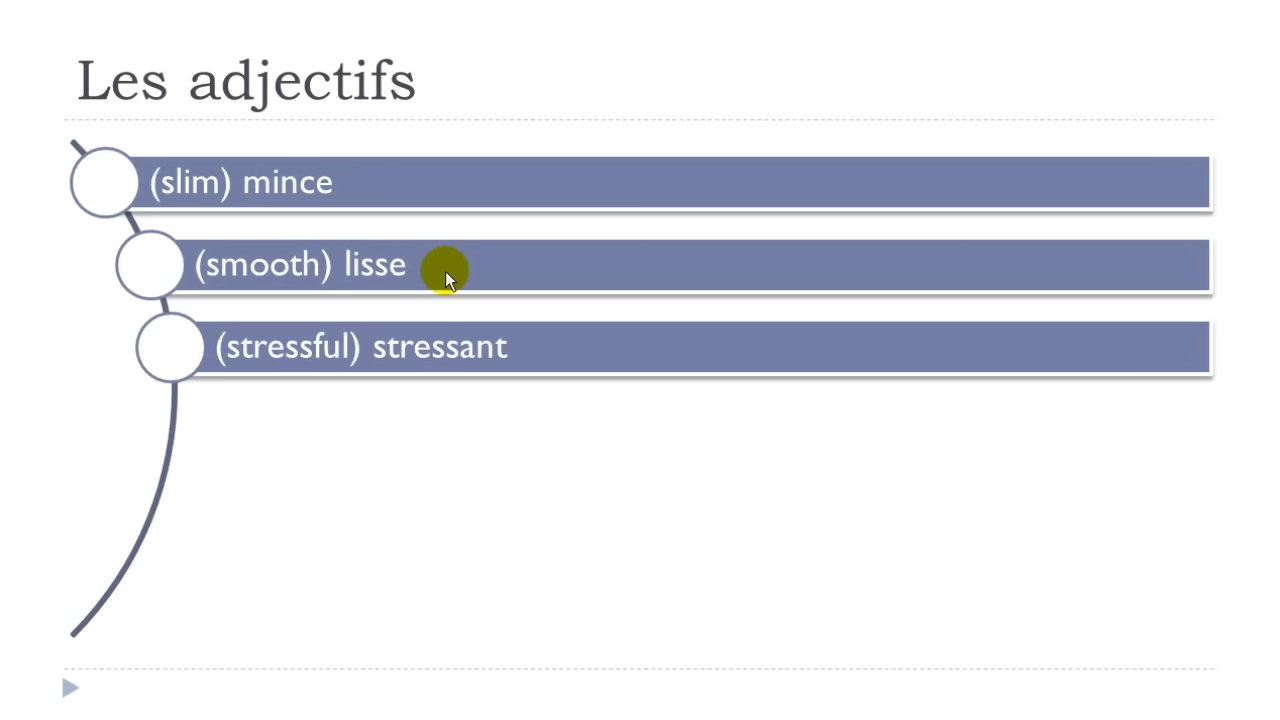 Les adjectifs
(slim) mince
(smooth) lisse
(stressful) stressant